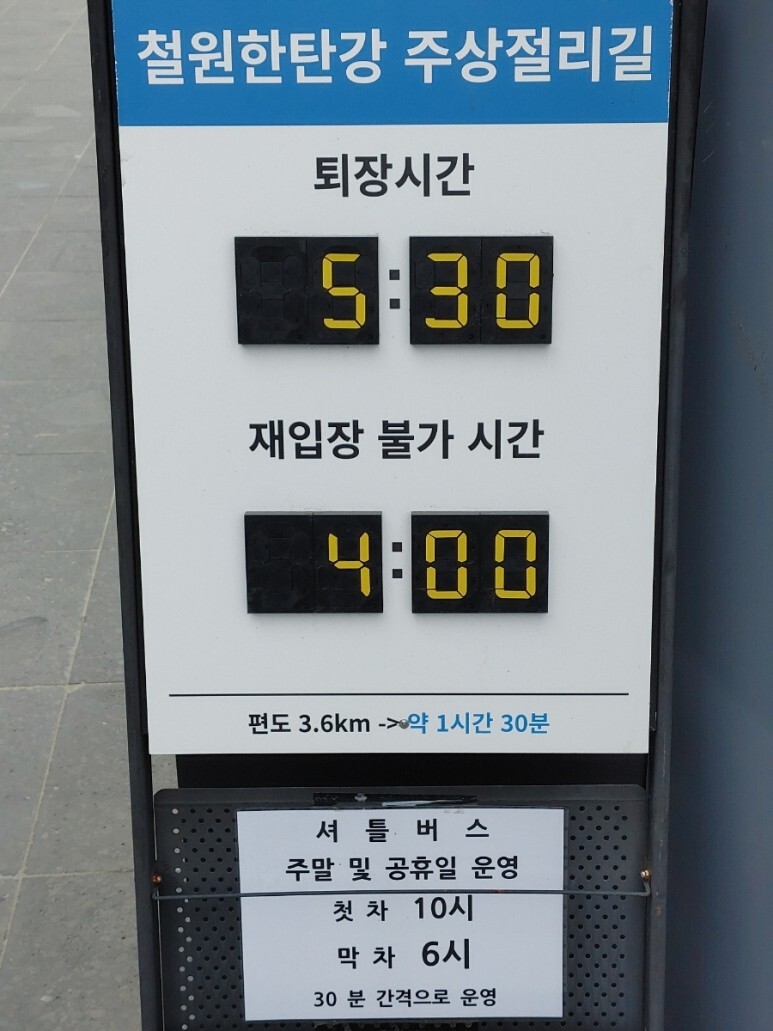 철원한탄강 주상절리길
퇴장시간
5:30
재입장 불가 시간
4:00
편도 3.6km -> 약 1시간 30분
셔 틀 버 스
주말 및 공휴일 운영
첫 차 10시
막 차 6시
30 분 간격으로 운영